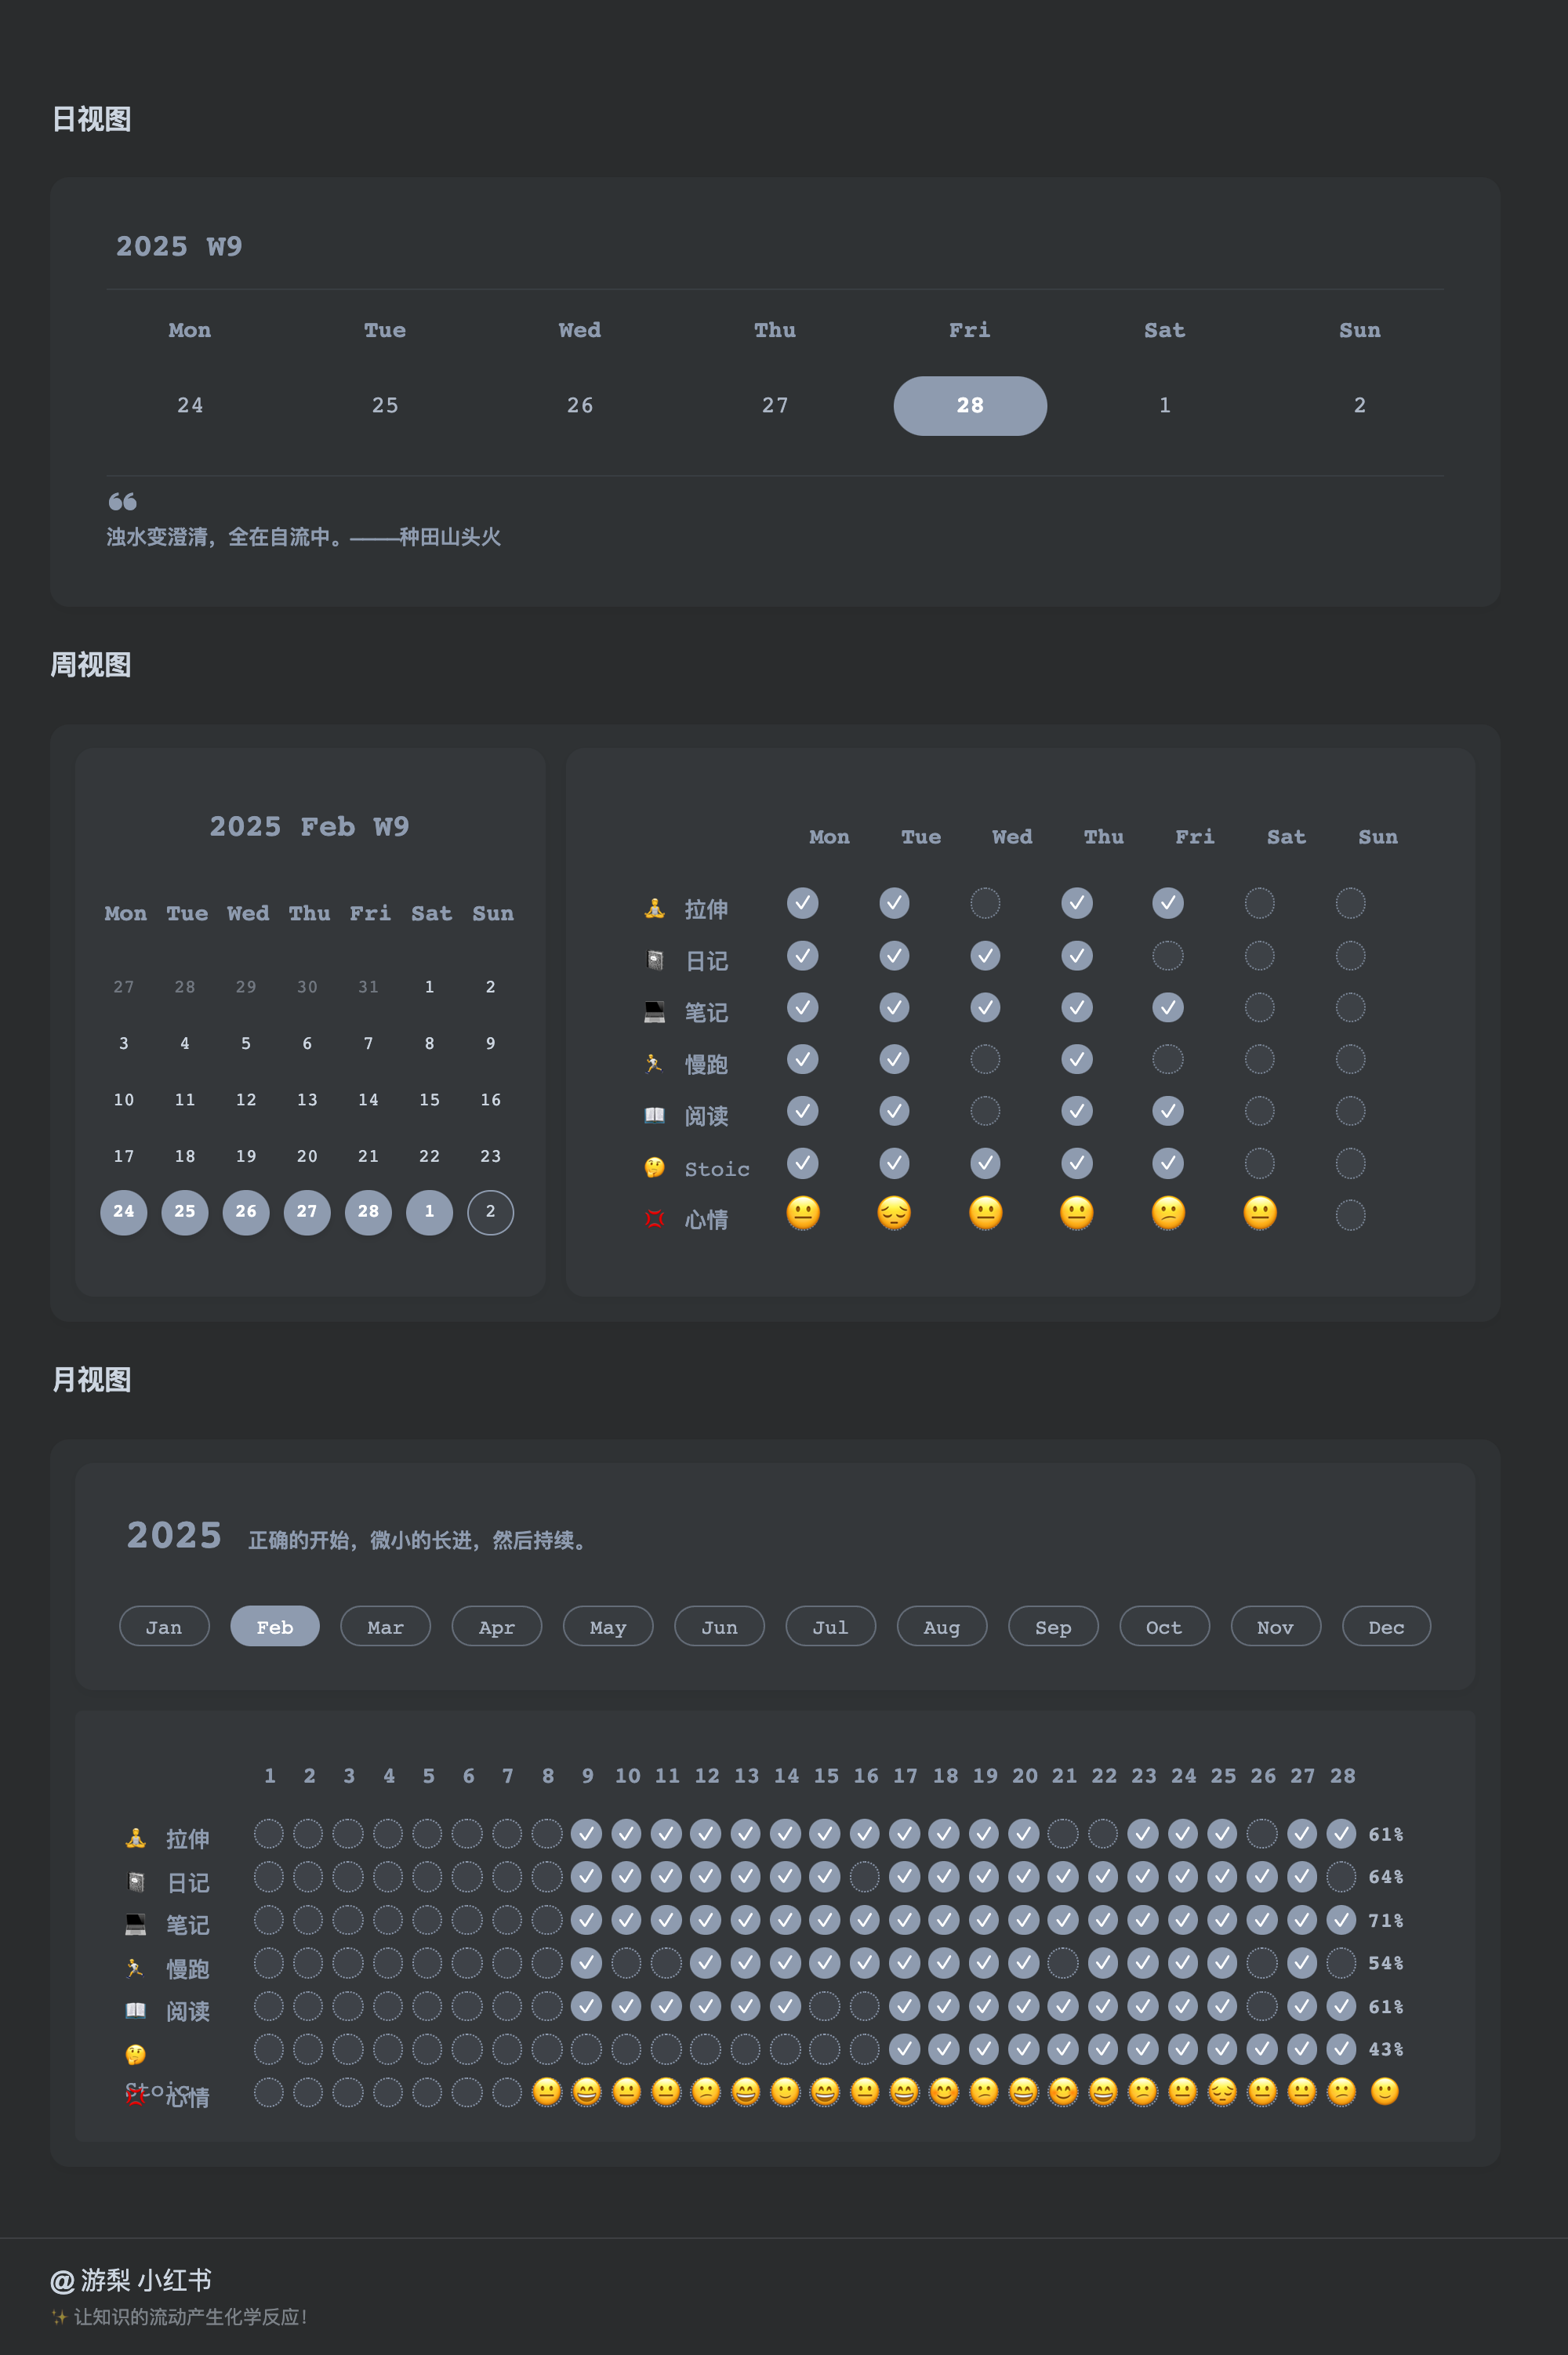 日视图
2025 W9
Mon Tue Wed Thu Fri Sat Sun
24 25 26 27 28 1 2
❝
浊水变澄清，全在自流中。———种田山头火
周视图
2025 Feb W9
Mon Tue Wed Thu Fri Sat Sun
27 28 29 30 31 1 2
3 4 5 6 7 8 9
10 11 12 13 14 15 16
17 18 19 20 21 22 23
24 25 26 27 28 1 2
Mon Tue Wed Thu Fri Sat Sun
拉伸
日记
笔记
慢跑
阅读
Stoic
心情
月视图
2025 正确的开始，微小的长进，然后持续。
Jan Feb Mar Apr May Jun Jul Aug Sep Oct Nov Dec
1 2 3 4 5 6 7 8 9 10 11 12 13 14 15 16 17 18 19 20 21 22 23 24 25 26 27 28
拉伸 61%
日记 64%
笔记 71%
慢跑 54%
阅读 61%
43%
Stoic
心情
@ 游梨 小红书
✨ 让知识的流动产生化学反应！